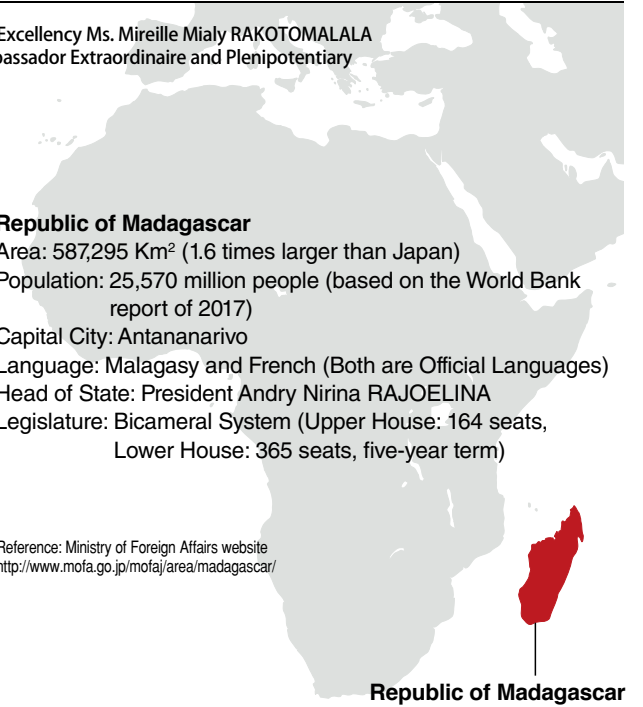 Excellency Ms. Mireille Mialy RAKOTOMALALA
bassador Extraordinaire and Plenipotentiary
Republic of Madagascar
Area: 587,295 Km² (1.6 times larger than Japan)
Population: 25,570 million people (based on the World Bank
report of 2017)
Capital City: Antananarivo
Language: Malagasy and French (Both are Official Languages)
Head of State: President Andry Nirina RAJOELINA
Legislature: Bicameral System (Upper House: 164 seats,
Lower House: 365 seats, five-year term)
Reference: Ministry of Foreign Affairs website
http://www.mofa.go.jp/mofaj/area/madagascar/
Republic of Madagascar